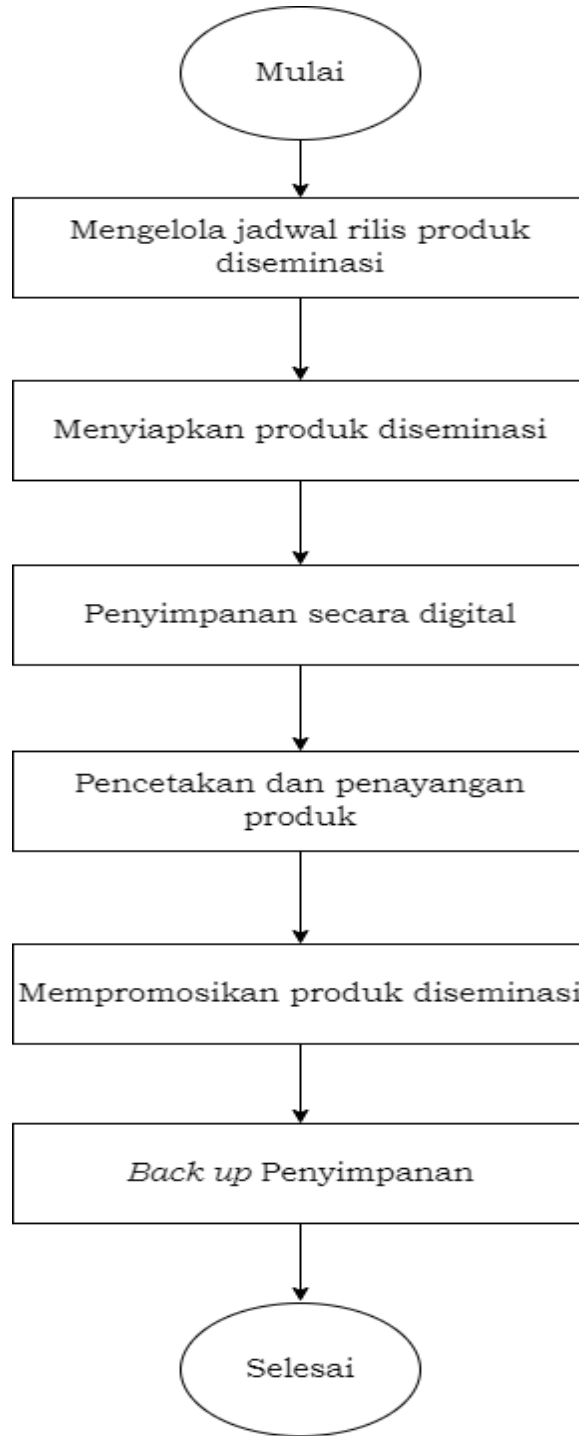 Mulai
Mengelola jadwal rilis produk
diseminasi
Menyiapkan produk diseminasi
Penyimpanan secara digital
Pencetakan dan penayangan
produk
Mempromosikan produk diseminasi
Back up Penyimpanan
Selesai